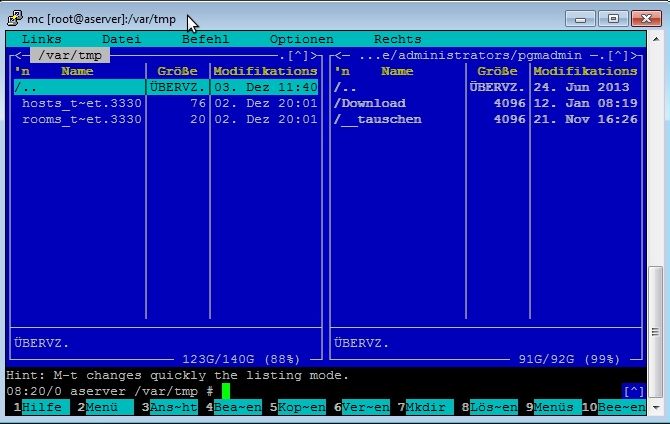 mc [root@aserver]:/var/tmp
Links Datei Befehl Optionen Rechts
<─ /var/tmp ─.[^]>
'n Name Größe Modifikations
/.. ÜBERVZ. 03. Dez 11:40
hosts_t~et.3330 76 02. Dez 20:01
rooms_t~et.3330 20 02. Dez 20:01
ÜBERVZ.
123G/140G (88%)
<─ ...e/administrators/pgmadmin ─.[^]>
'n Name Größe Modifikations
/.. ÜBERVZ. 24. Jun 2013
/Download 4096 12. Jan 08:19
/__tauschen 4096 21. Nov 16:26
ÜBERVZ.
91G/92G (99%)
Hint: M-t changes quickly the listing mode.
08:20/0 aserver /var/tmp # [^]
1Hilfe 2Menü 3Ans~ht 4Bea~en 5Kop~en 6Ver~en 7Mkdir 8Lös~en 9Menüs 10Bee~en